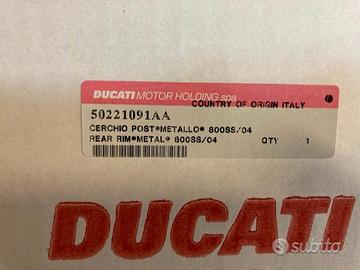 DUCATI MOTOR HOLDING spa
COUNTRY OF ORIGIN ITALY
50221091AA
CERCHIO POST*METALLO* 800SS/04
REAR RIM*METAL* 800SS/04 QTY 1
DUCATI
subito